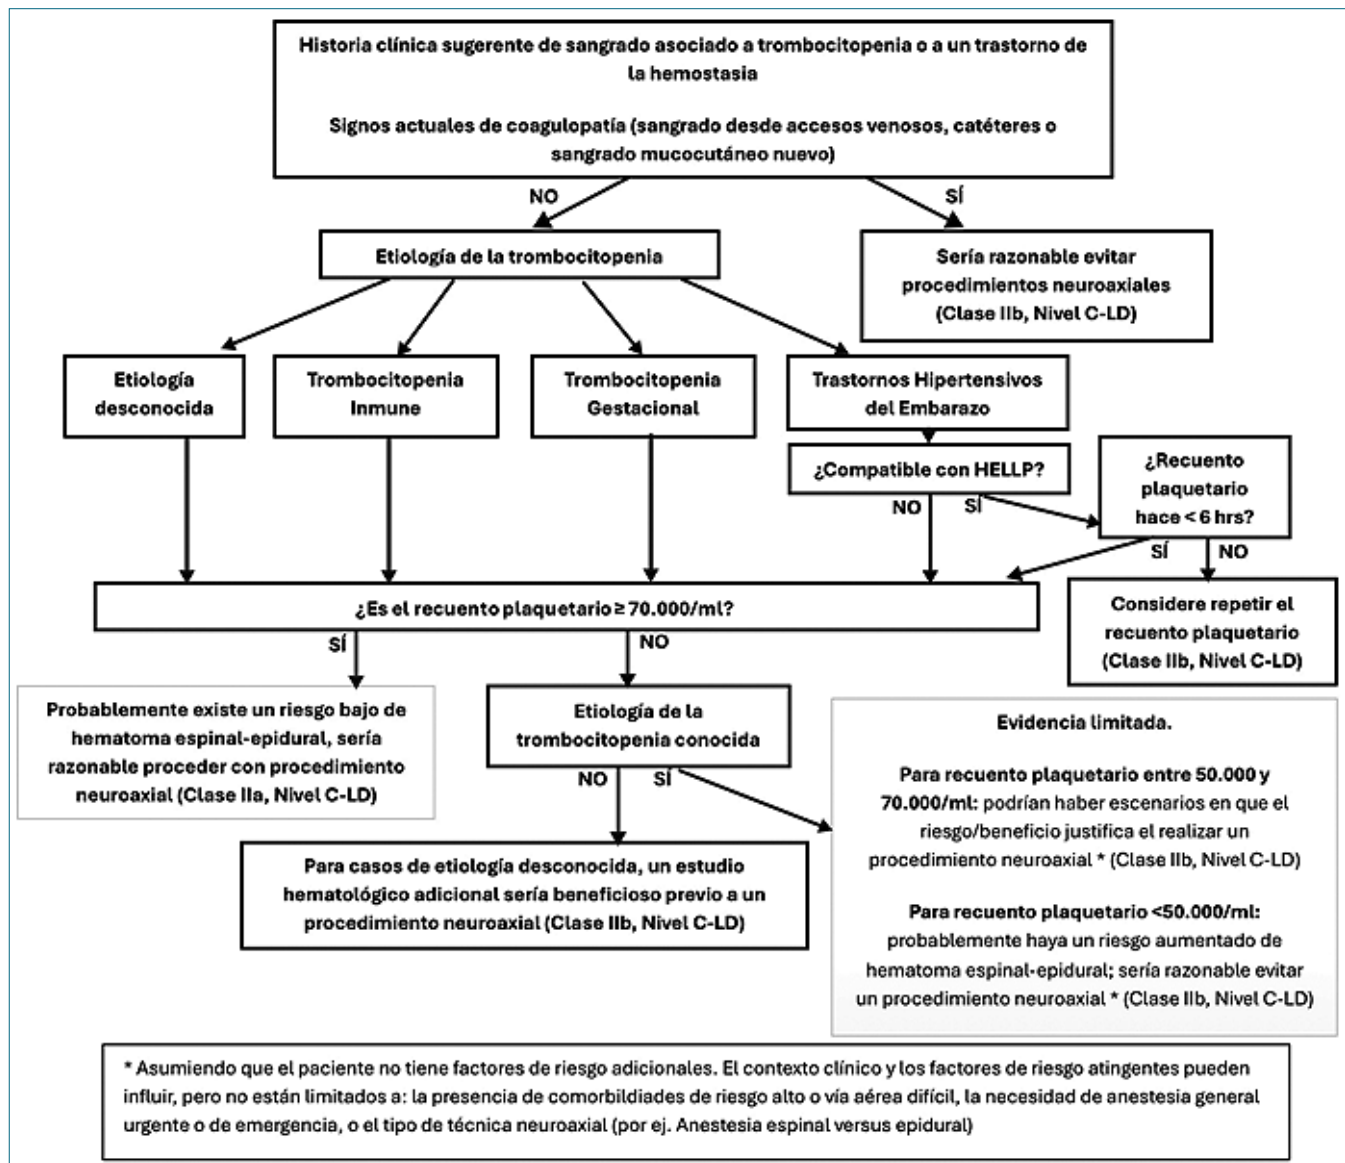 Historia clínica sugerente de sangrado asociado a trombocitopenia o a un trastorno de
la hemostasia
Signos actuales de coagulopatía (sangrado desde accesos venosos, catéteres o
sangrado mucocutáneo nuevo)
NO
SÍ
Etiología de la trombocitopenia
Sería razonable evitar
procedimientos neuroaxiales
(Clase IIb, Nivel C-LD)
Etiología
desconocida
Trombocitopenia
Inmune
Trombocitopenia
Gestacional
Trastornos Hipertensivos
del Embarazo
¿Compatible con HELLP?
NO
SÍ
¿Recuento
plaquetario
hace < 6 hrs?
SÍ
NO
Considere repetir el
recuento plaquetario
(Clase IIb, Nivel C-LD)
¿Es el recuento plaquetario ≥ 70.000/ml?
SÍ
NO
Probablemente existe un riesgo bajo de
hematoma espinal-epidural, sería
razonable proceder con procedimiento
neuroaxial (Clase IIa, Nivel C-LD)
Etiología de la
trombocitopenia conocida
NO
SÍ
Para casos de etiología desconocida, un estudio
hematológico adicional sería beneficioso previo a un
procedimiento neuroaxial (Clase IIb, Nivel C-LD)
Evidencia limitada.
Para recuento plaquetario entre 50.000 y
70.000/ml: podrían haber escenarios en que el
riesgo/beneficio justifica el realizar un
procedimiento neuroaxial * (Clase IIb, Nivel C-LD)
Para recuento plaquetario <50.000/ml:
probablemente haya un riesgo aumentado de
hematoma espinal-epidural; sería razonable evitar
un procedimiento neuroaxial * (Clase IIb, Nivel C-LD)
* Asumiendo que el paciente no tiene factores de riesgo adicionales. El contexto clínico y los factores de riesgo atingentes pueden
influir, pero no están limitados a: la presencia de comorbildiades de riesgo alto o vía aérea difícil, la necesidad de anestesia general
urgente o de emergencia, o el tipo de técnica neuroaxial (por ej. Anestesia espinal versus epidural)